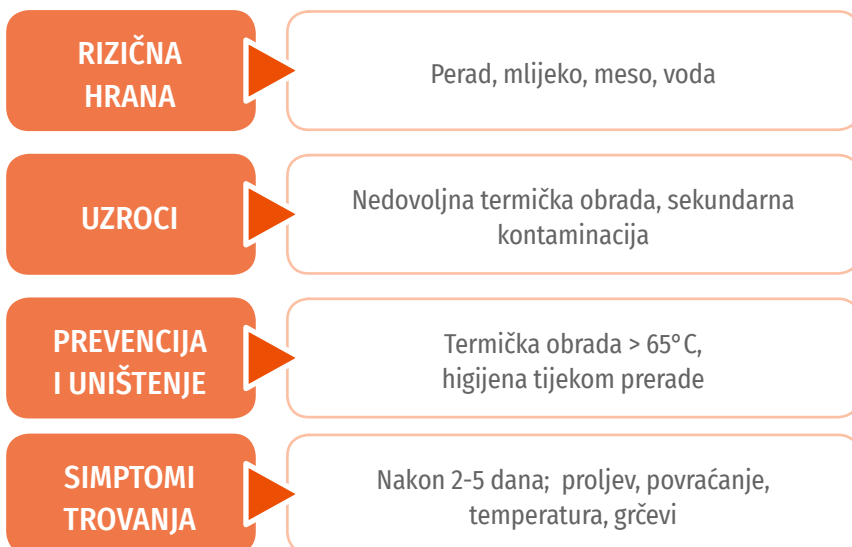 RIZIČNA
HRANA
Perad, mlijeko, meso, voda
UZROCI
Nedovoljna termička obrada, sekundarna
kontaminacija
PREVENCIJA
I UNIŠTENJE
Termička obrada > 65°C,
higijena tijekom prerade
SIMPTOMI
TROVANJA
Nakon 2-5 dana; proljev, povraćanje,
temperatura, grčevi